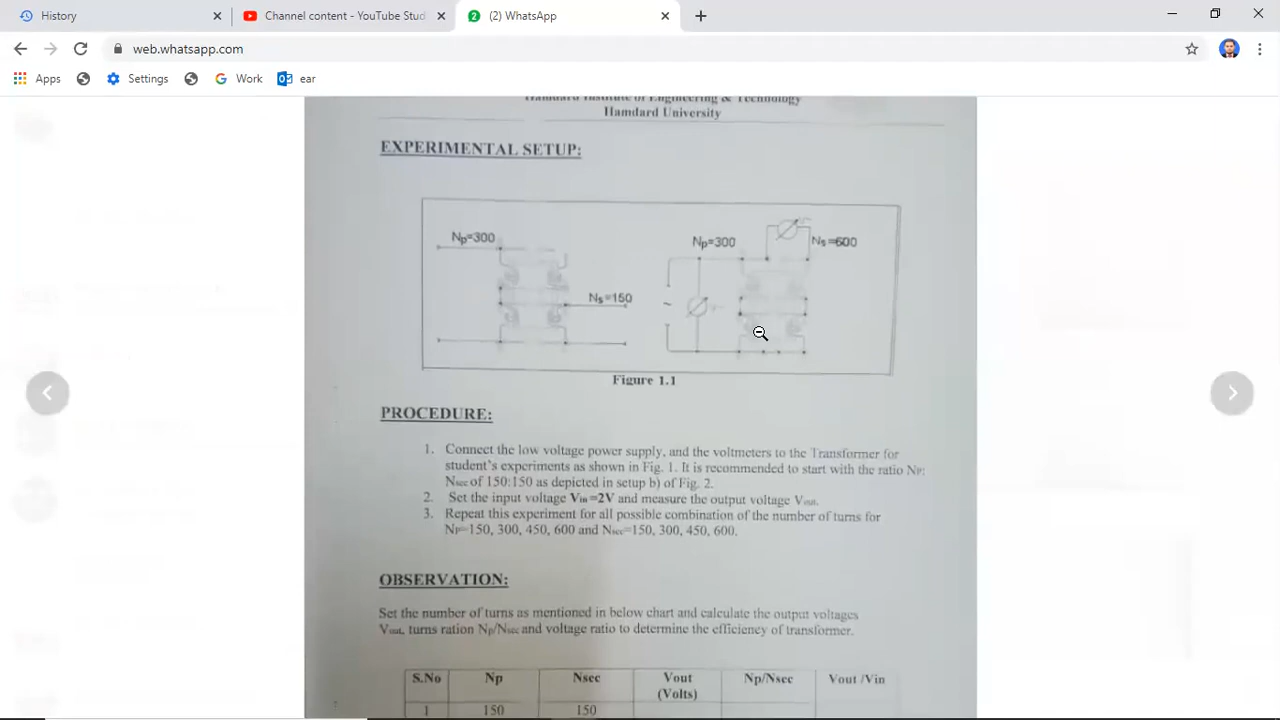 History
Channel content - YouTube Stud
2
(2) WhatsApp
web.whatsapp.com
Apps
Settings
Work
ear
Hamdard Institute of Engineering & Technology
Hamdard University
EXPERIMENTAL SETUP:
Np=300
Ns=150
Np=300
Ns=600
~
Figure 1.1
PROCEDURE:
1. Connect the low voltage power supply, and the voltmeters to the Transformer for
student's experiments as shown in Fig. 1. It is recommended to start with the ratio NP:
Nsec of 150:150 as depicted in setup b) of Fig. 2.
2. Set the input voltage Vin =2V and measure the output voltage Vout.
3. Repeat this experiment for all possible combination of the number of turns for
NP=150, 300, 450, 600 and Nsec=150, 300, 450, 600.
OBSERVATION:
Set the number of turns as mentioned in below chart and calculate the output voltages
Vout, turns ration Np/Nsec and voltage ratio to determine the efficiency of transformer.
S.No Np Nsec Vout (Volts) Np/Nsec Vout /Vin
1 150 150